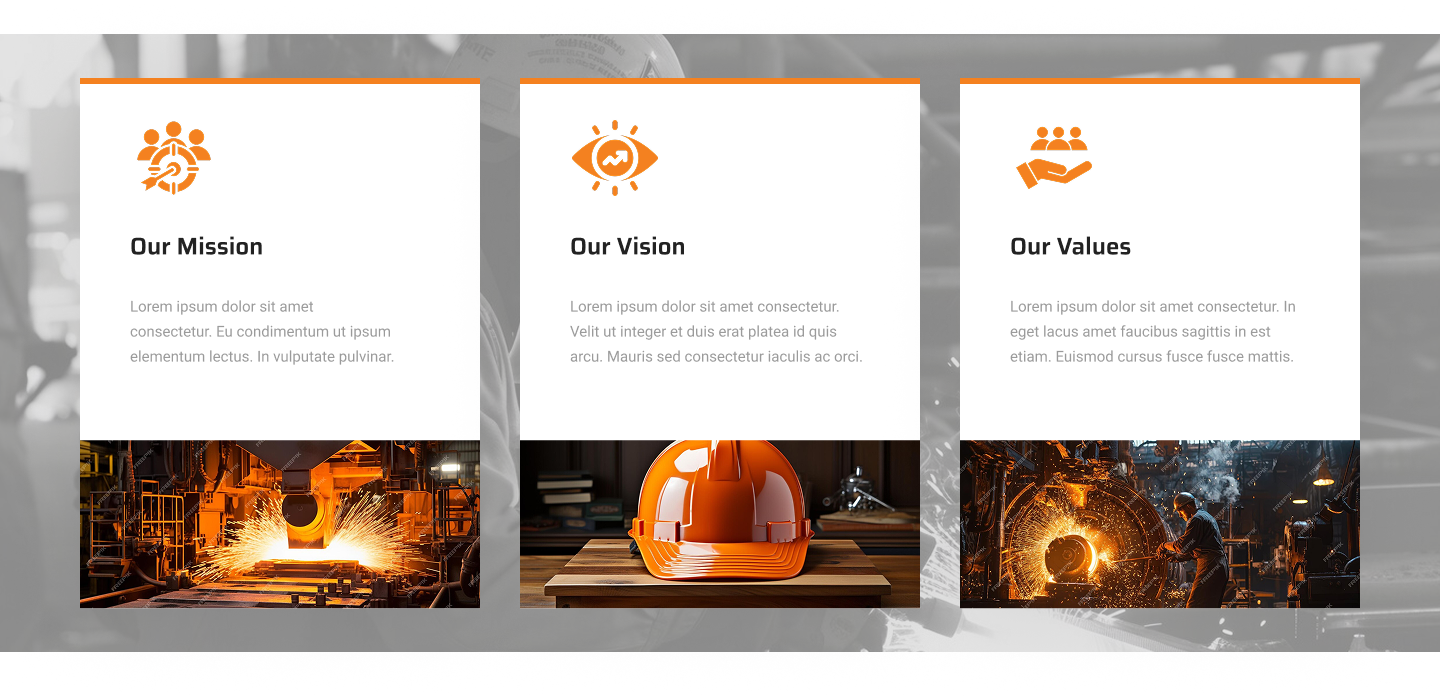 Our Mission
Lorem ipsum dolor sit amet
consectetur. Eu condimentum ut ipsum
elementum lectus. In vulputate pulvinar.
Our Vision
Lorem ipsum dolor sit amet consectetur.
Velit ut integer et duis erat platea id quis
arcu. Mauris sed consectetur iaculis ac orci.
Our Values
Lorem ipsum dolor sit amet consectetur. In
eget lacus amet faucibus sagittis in est
etiam. Euismod cursus fusce fusce mattis.